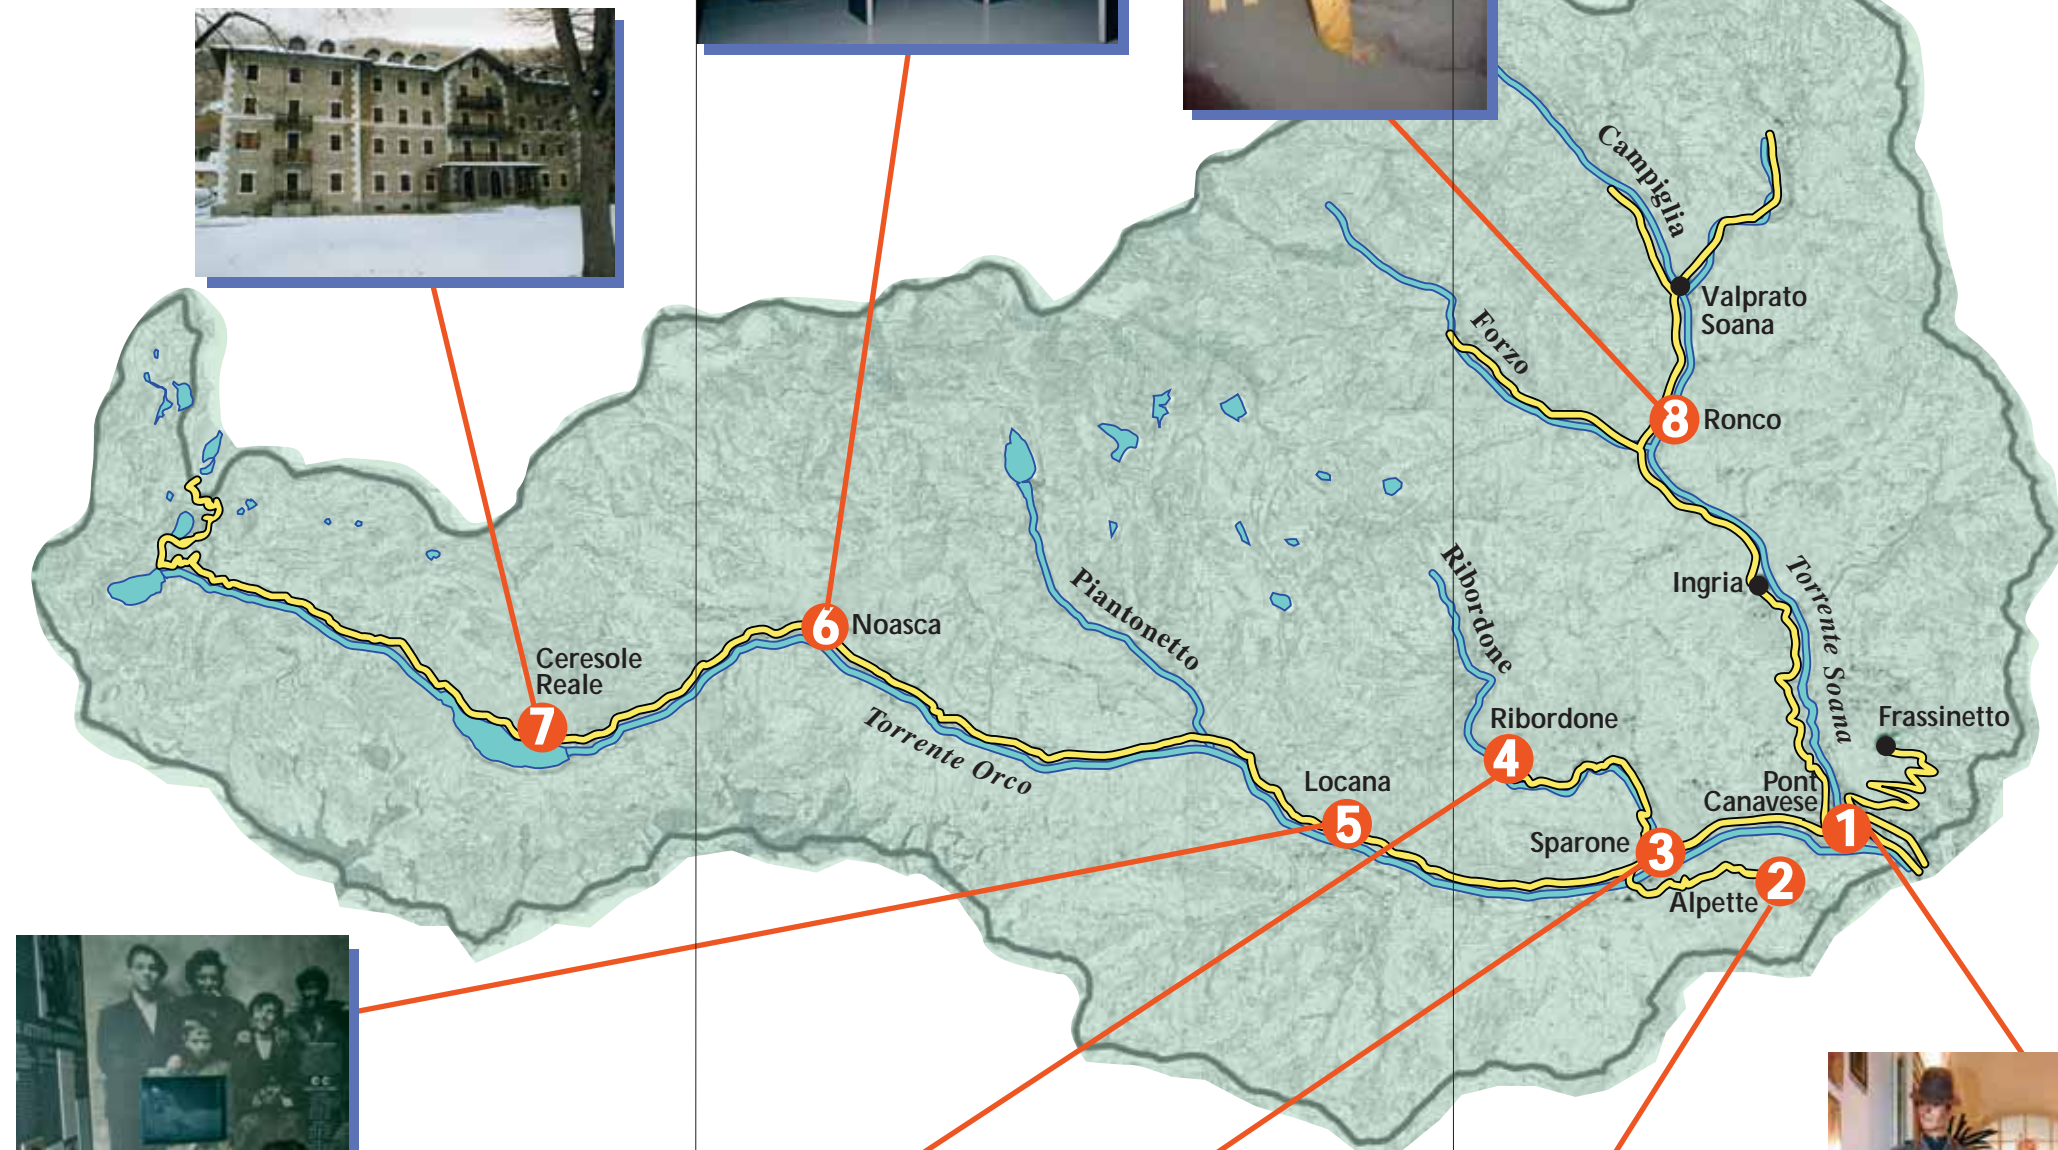 Campiglia
Valprato
Soana
Forzo
8
Ronco
Ribordone
Torrente Soana
Ingria
Piantonetto
6
Noasca
Ceresole
Reale
7
Torrente Orco
Ribordone
4
Frassinetto
Pont
Canavese
1
Locana
5
Sparone
3
2
Alpette